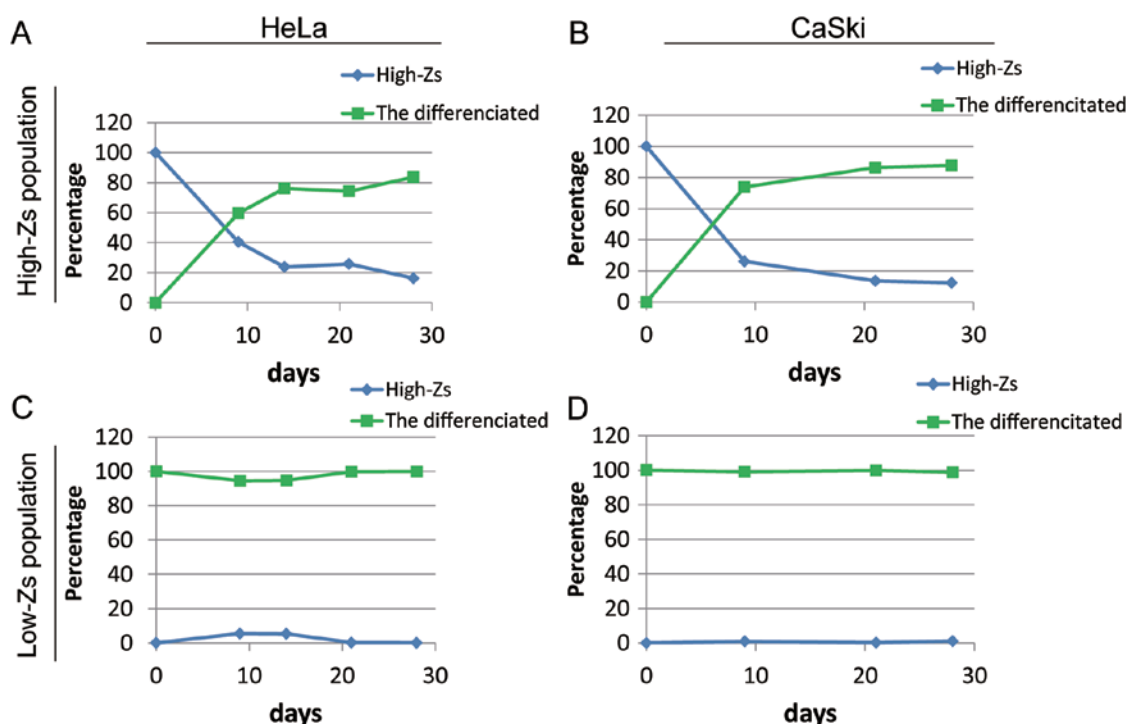 A
HeLa
High-Zs
The differenciated
High-Zs population
Percentage
120
100
80
60
40
20
0
0 10 20 30
days
B
CaSki
High-Zs
The differencitated
Percentage
120
100
80
60
40
20
0
0 10 20 30
days
C
High-Zs
The differenciated
Low-Zs population
Percentage
120
100
80
60
40
20
0
0 10 20 30
days
D
High-Zs
The differencitated
Percentage
120
100
80
60
40
20
0
0 10 20 30
days